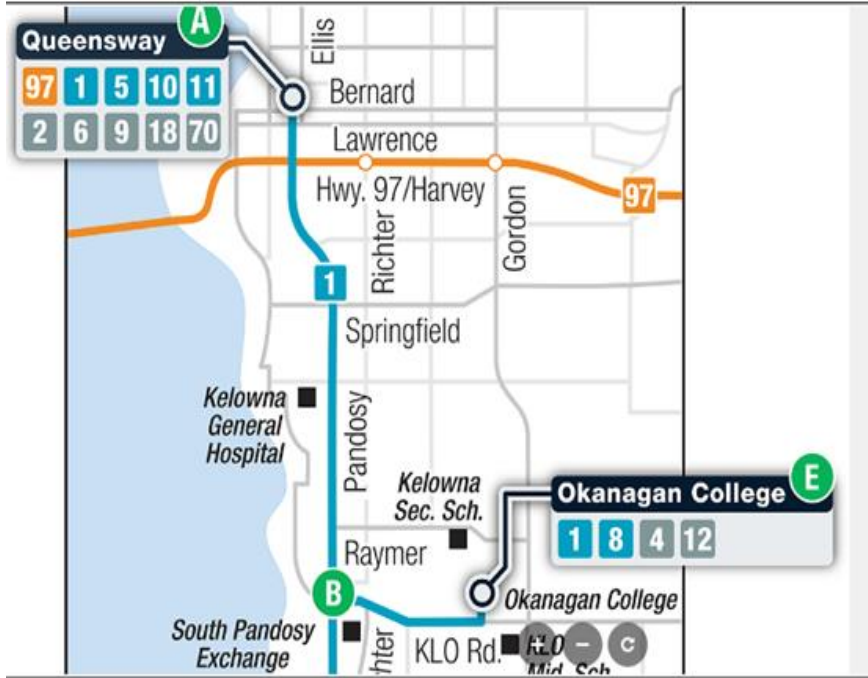 A
Queensway
97 1 5 10 11
2 6 9 18 70
Ellis
Bernard
Lawrence
Hwy. 97/Harvey
97
Richter
Gordon
1
Springfield
Kelowna
General
Hospital
Pandosy
Kelowna
Sec. Sch.
E
Okanagan College
1 8 4 12
Raymer
B
Okanagan College
South Pandosy
Exchange
hter
KLO Rd.
KLO
Mid. Sch